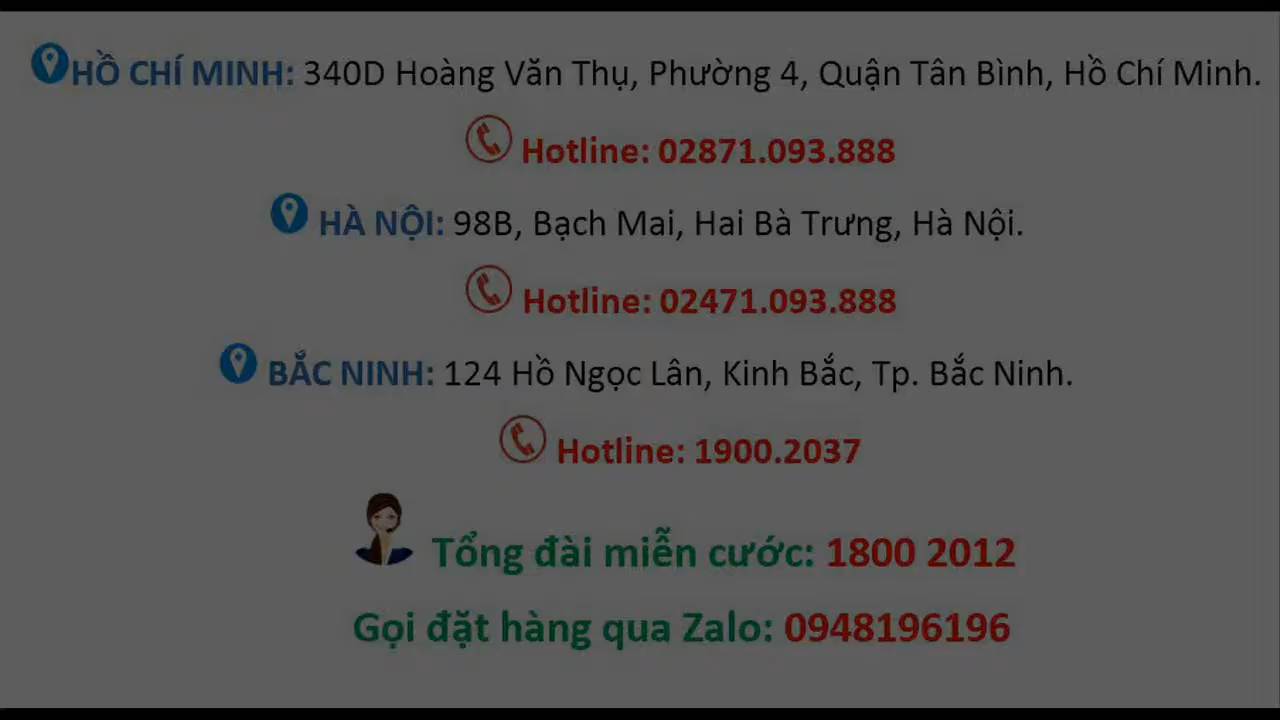 HỒ CHÍ MINH: 340D Hoàng Văn Thụ, Phường 4, Quận Tân Bình, Hồ Chí Minh.
Hotline: 02871.093.888
HÀ NỘI: 98B, Bạch Mai, Hai Bà Trưng, Hà Nội.
Hotline: 02471.093.888
BẮC NINH: 124 Hồ Ngọc Lân, Kinh Bắc, Tp. Bắc Ninh.
Hotline: 1900.2037
Tổng đài miễn cước: 1800 2012
Gọi đặt hàng qua Zalo: 0948196196